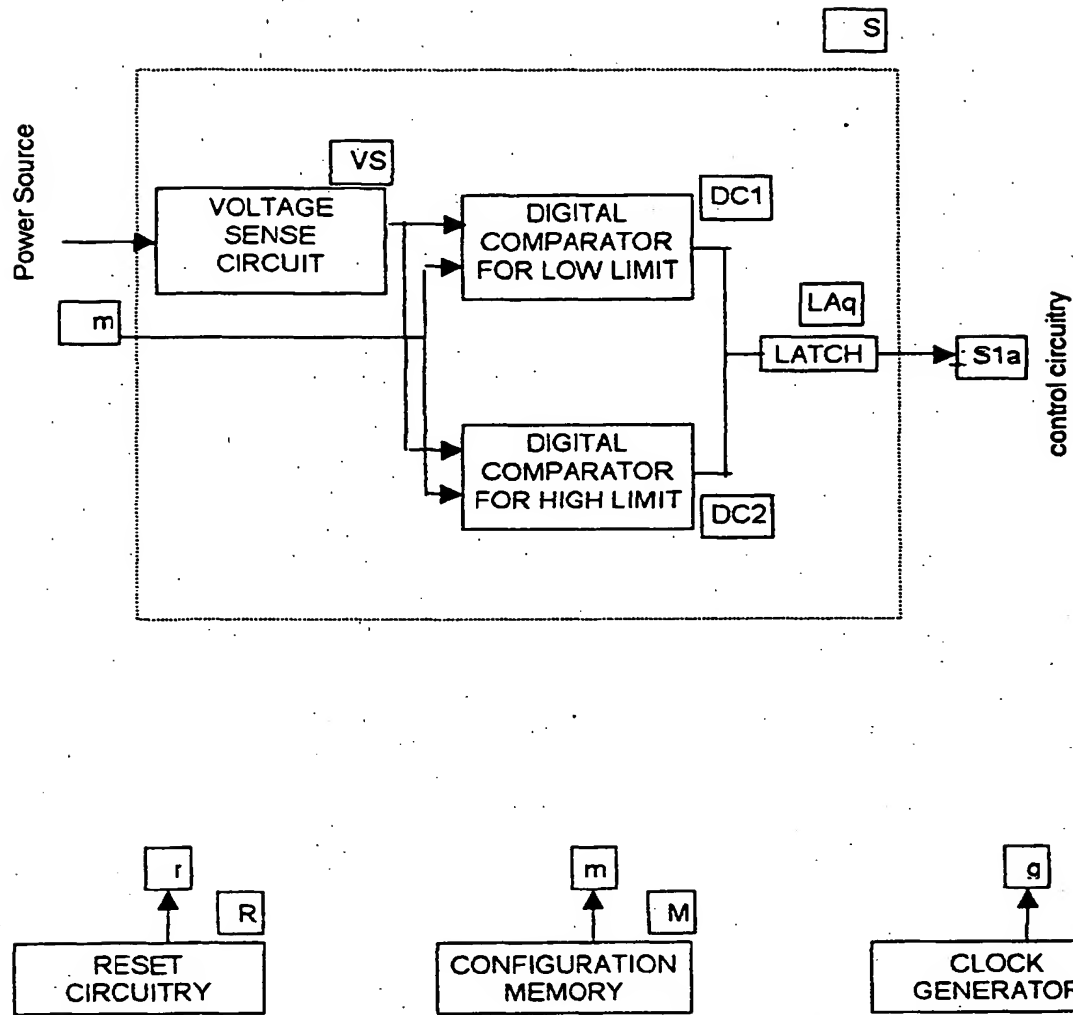 S
Power Source
VS
VOLTAGE
SENSE
CIRCUIT
DIGITAL
COMPARATOR
FOR LOW LIMIT
DC1
m
LAq
LATCH
S1a
control circuitry
DIGITAL
COMPARATOR
FOR HIGH LIMIT
DC2
r
R
RESET
CIRCUITRY
m
M
CONFIGURATION
MEMORY
g
CLOCK
GENERATOR